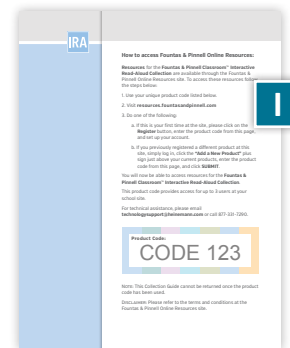 IRA
How to access Fountas & Pinnell Online Resources:
Resources for the Fountas & Pinnell Classroom™ Interactive
Read-Aloud Collection are available through the Fountas &
Pinnell Online Resources site. To access these resources follow
the steps below.
1. Use your unique product code listed below.
2. Visit resources.fountasandpinnell.com
3. Do one of the following:
a. If this is your first time at the site, please click on the
Register button, enter the product code from this page,
and set up your account.
b. If you previously registered a different product at this
site, simply log in, click the "Add a New Product" plus
sign just above your current products, enter the product
code from this page, and click SUBMIT.
You will now be able to access resources for the Fountas &
Pinnell Classroom™ Interactive Read-Aloud Collection.
This product code provides access for up to 3 users at your
school site.
For technical assistance, please email
technologysupport@heinemann.com or call 877-331-7290.
Product Code:
CODE 123
Note: This Collection Guide cannot be returned once the product
code has been used.
Disclaimer: Please refer to the terms and conditions at the
Fountas & Pinnell Online Resources site.
I